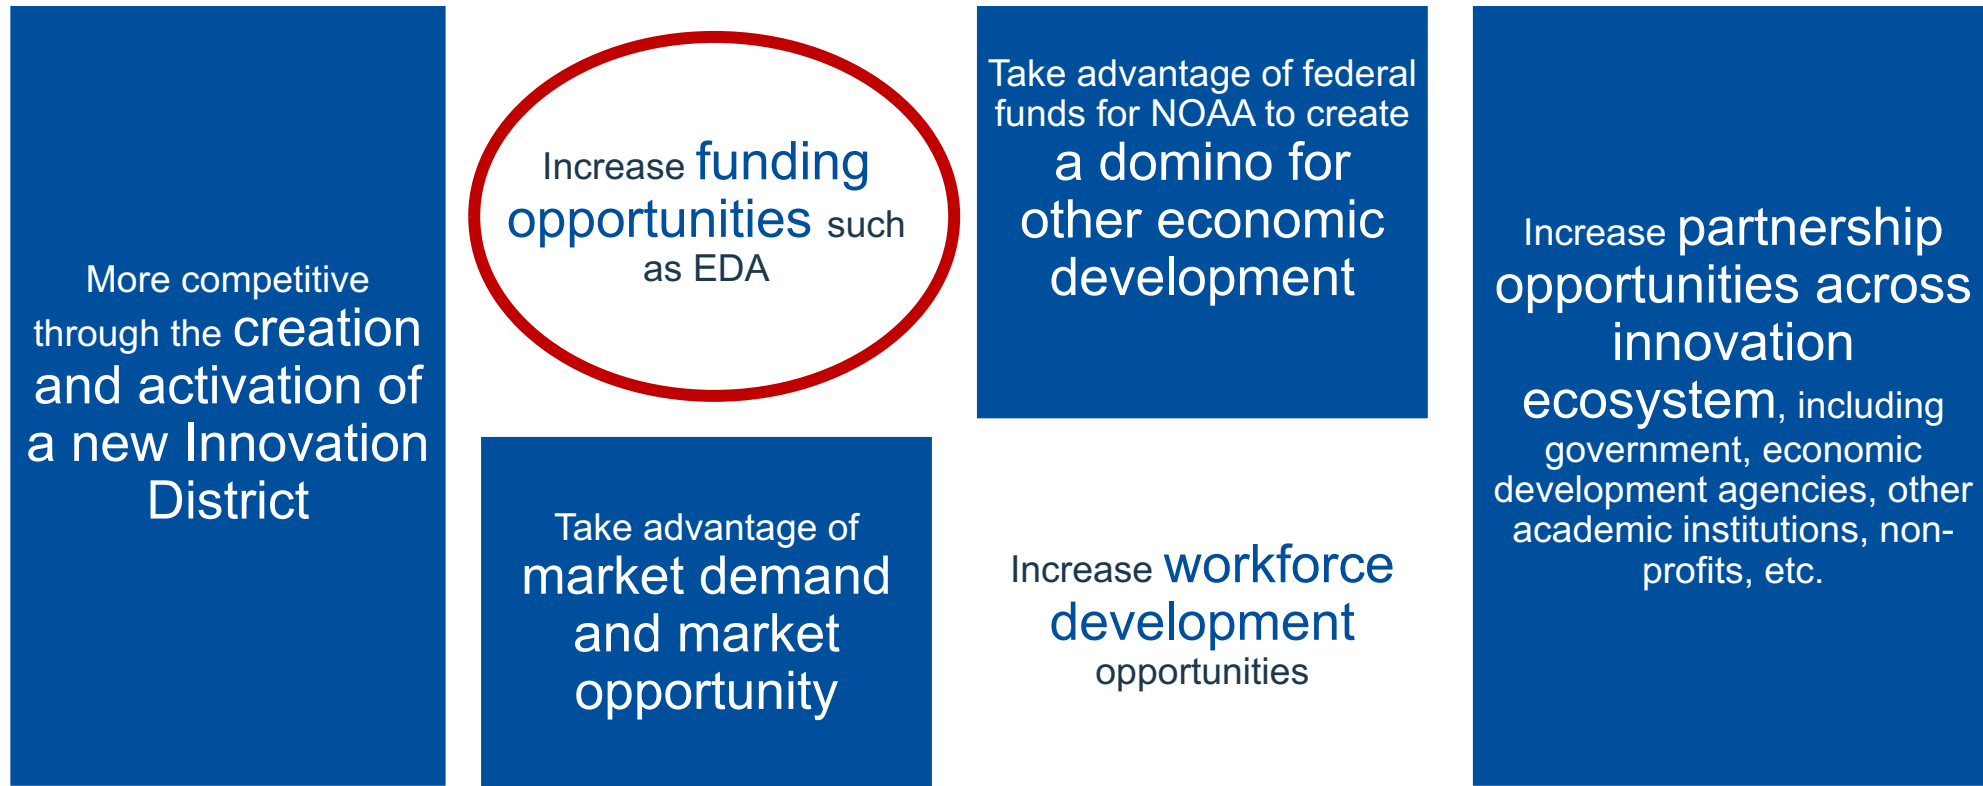 More competitive
through the creation
and activation of
a new Innovation
District
Increase funding
opportunities such
as EDA
Take advantage of
market demand
and market
opportunity
Take advantage of federal
funds for NOAA to create
a domino for
other economic
development
Increase workforce
development
opportunities
Increase partnership
opportunities across
innovation
ecosystem, including
government, economic
development agencies, other
academic institutions, non-
profits, etc.